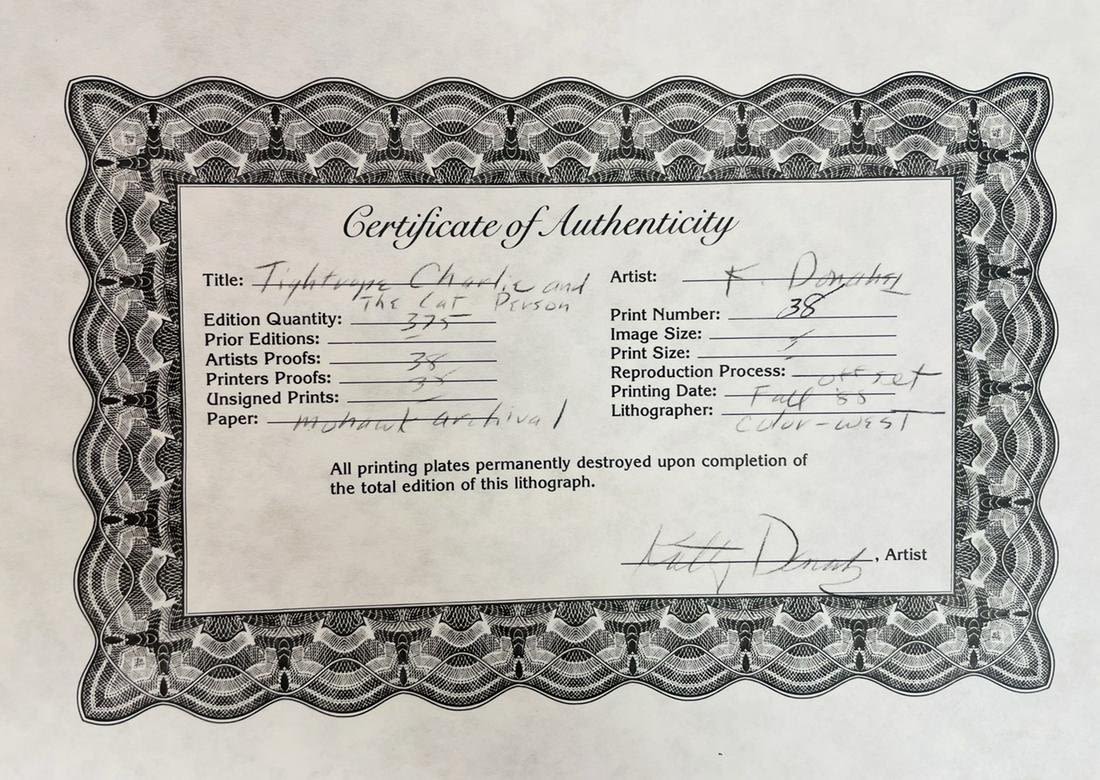 Certificate of Authenticity
Title: Tightrope Charlie and
The Cat Person
Edition Quantity: 375
Prior Editions: -
Artists Proofs: 38
Printers Proofs: 38
Unsigned Prints: -
Paper: mohawk archival
Artist: K. Donahey
Print Number: 38
Image Size:
Print Size: -
Reproduction Process: offset
Printing Date: Fall '88
Lithographer:
color-west
All printing plates permanently destroyed upon completion of
the total edition of this lithograph.
, Artist